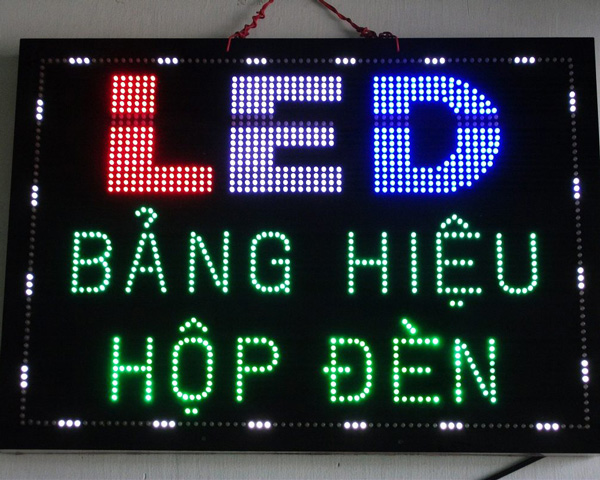 LED
BẢNG HIỆU
HỘP ĐÈN